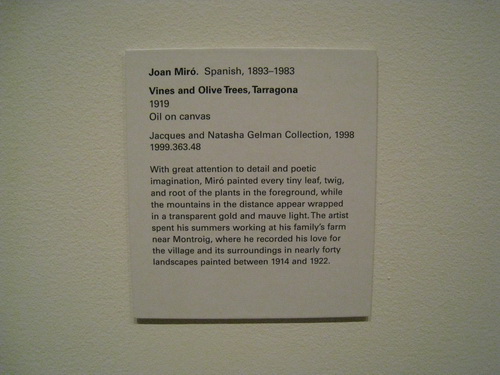 Joan Miró. Spanish, 1893–1983
Vines and Olive Trees, Tarragona
1919
Oil on canvas
Jacques and Natasha Gelman Collection, 1998
1999.363.48
With great attention to detail and poetic
imagination, Miró painted every tiny leaf, twig,
and root of the plants in the foreground, while
the mountains in the distance appear wrapped
in a transparent gold and mauve light. The artist
spent his summers working at his family's farm
near Montroig, where he recorded his love for
the village and its surroundings in nearly forty
landscapes painted between 1914 and 1922.